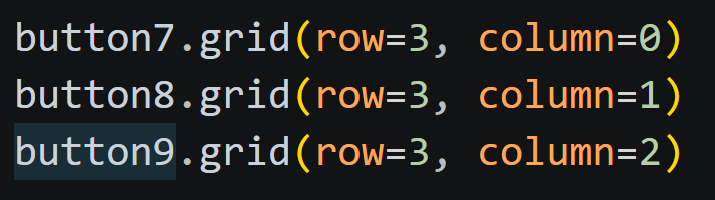 button7.grid(row=3, column=0)
button8.grid(row=3, column=1)
button9.grid(row=3, column=2)